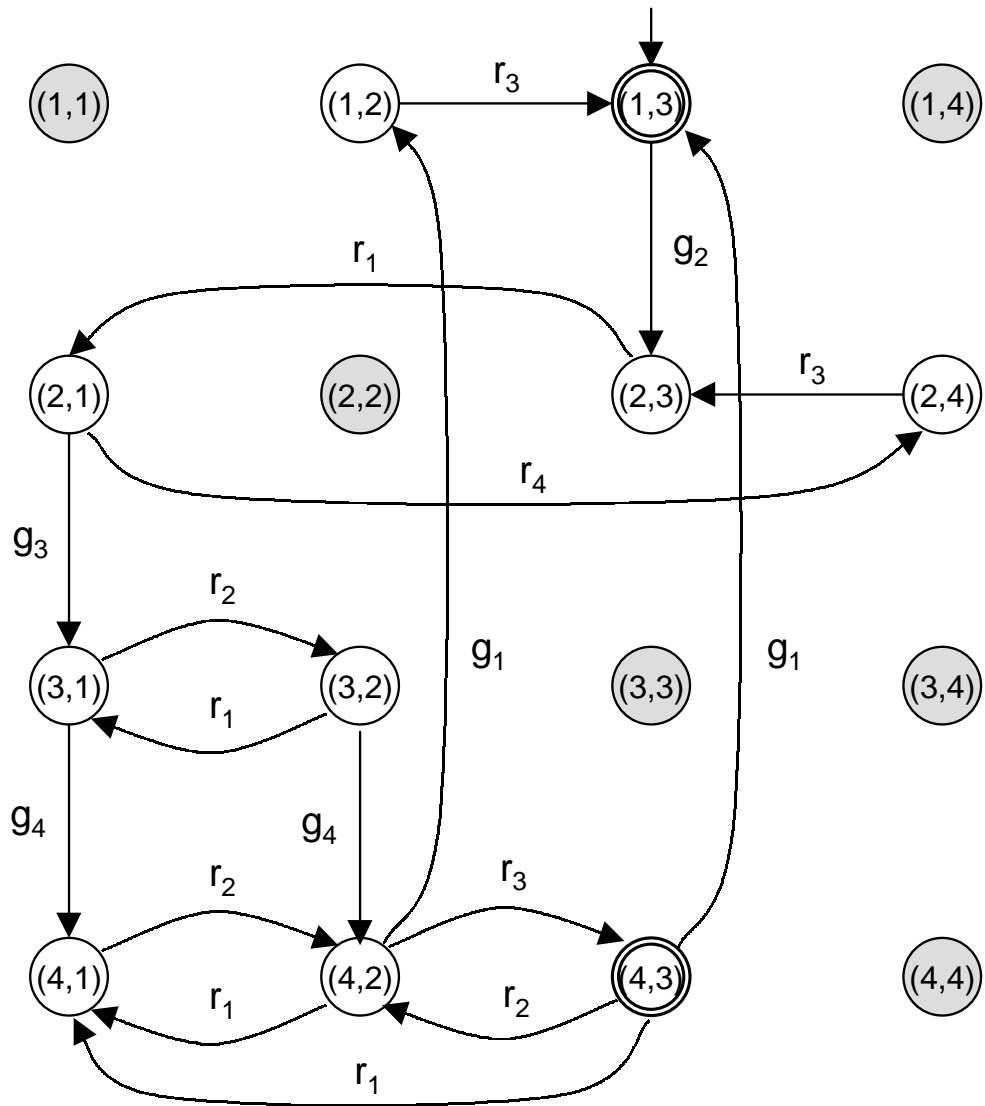 r3
(1,1) (1,2) (1,3) (1,4)
g2
r1
r3
(2,1) (2,2) (2,3) (2,4)
r4
g3
r2
g1 g1
(3,1) (3,2) (3,3) (3,4)
r1
g4 g4
r2 r3
(4,1) (4,2) (4,3) (4,4)
r1 r2
r1